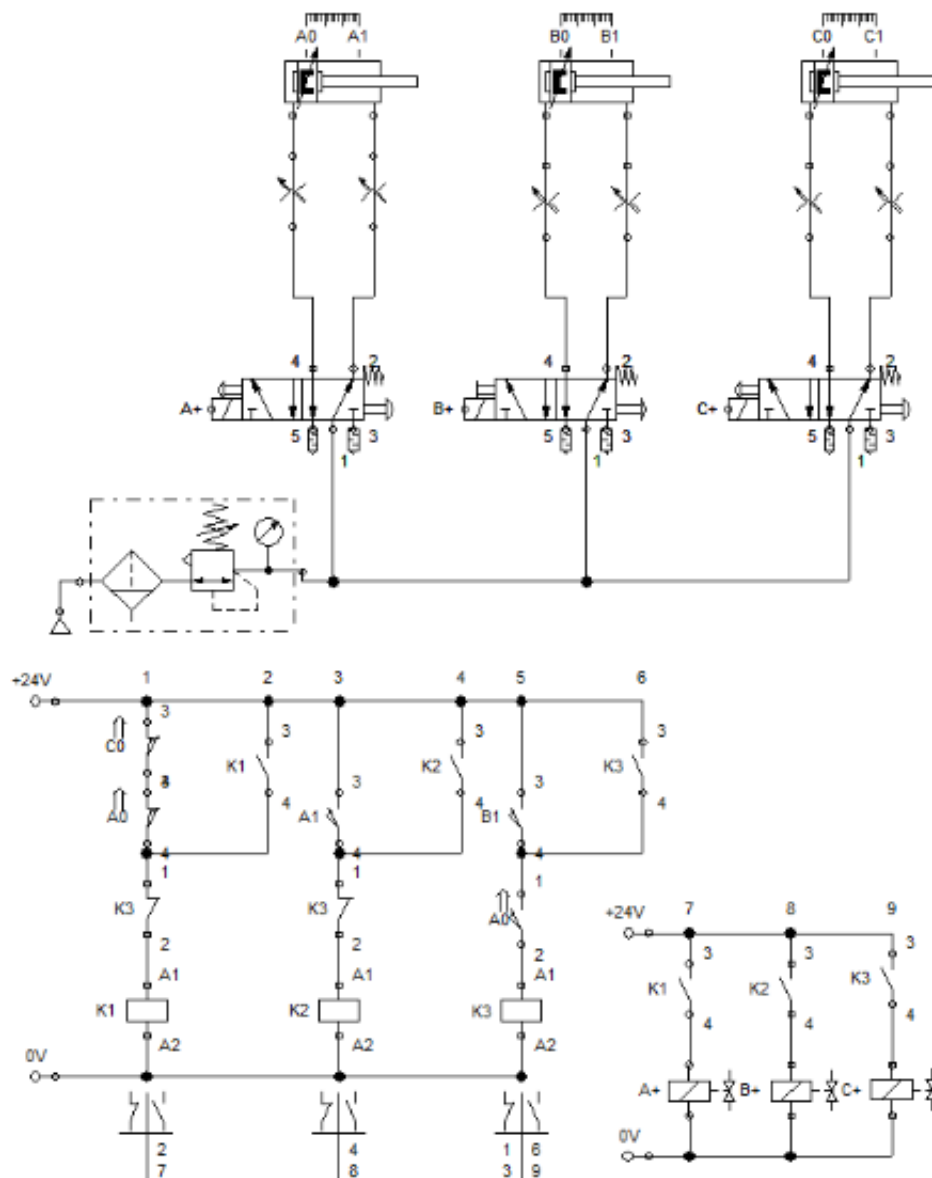 A0 A1 B0 B1 C0 C1
4 2 4 2 4 2
A+ B+ C+
5 3 5 3 5 3
1 1 1
1 2 3 4 5 6
+24V
3 3 3
C0 K1 K2 K3
4 3 4 3 4
A0 A1 B1
4 4 4
1 1 1
K3 K3 A0
2 2 2
A1 A1 A1
K1 K2 K3
A2 A2 A2
0V
2 4 1 6
7 8 3 9
7 8 9
+24V
3 3 3
K1 K2 K3
4 4 4
A+ B+ C+
0V